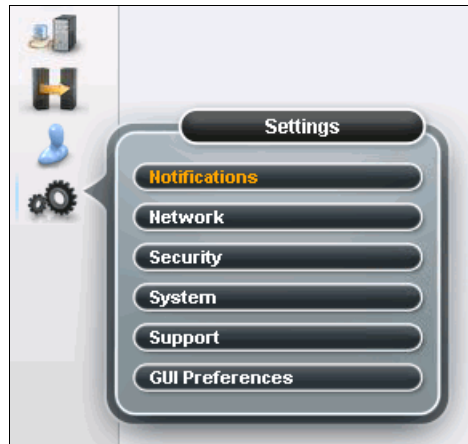 Settings
Notifications
Network
Security
System
Support
GUI Preferences